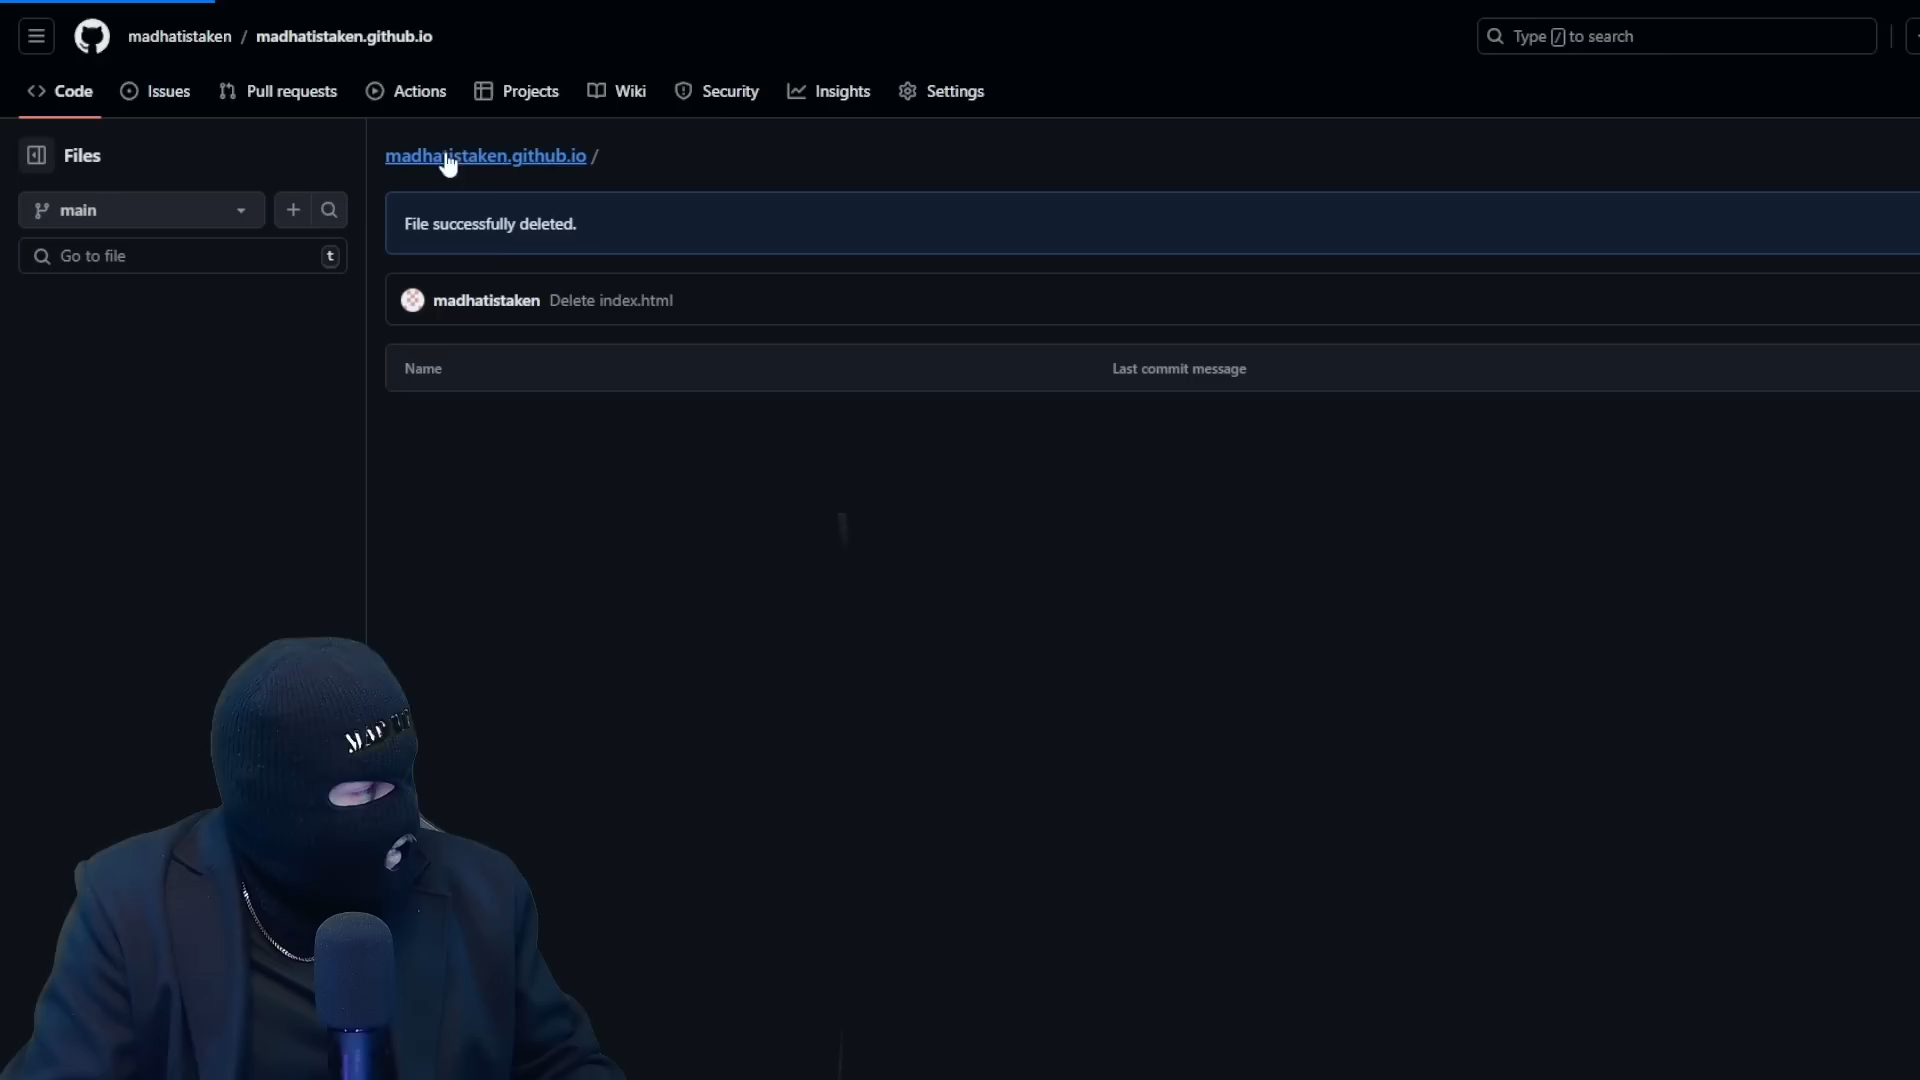 madhatistaken / madhatistaken.github.io
Type / to search
Code Issues Pull requests Actions Projects Wiki Security Insights Settings
Files
madhatistaken.github.io /
main
File successfully deleted.
Go to file t
madhatistaken Delete index.html
Name Last commit message